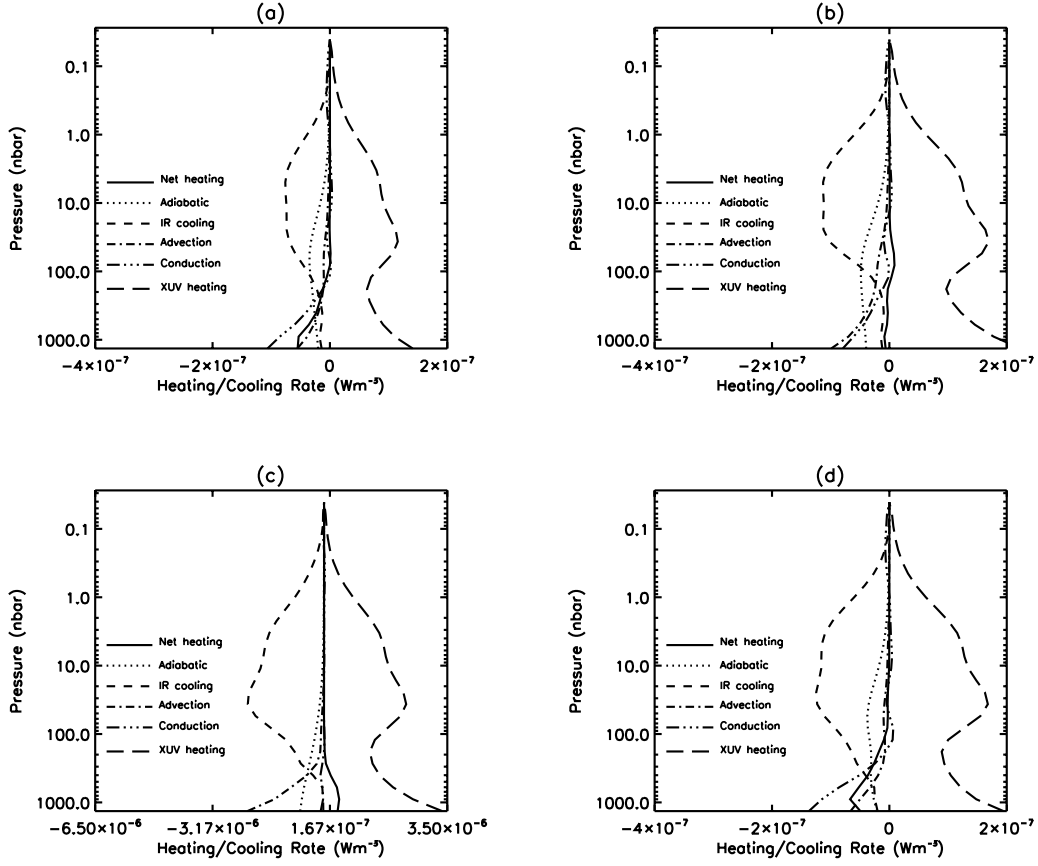 (a)
Pressure (nbar)
0.1
1.0
10.0
100.0
1000.0
Net heating
Adiabatic
IR cooling
Advection
Conduction
XUV heating
−4×10⁻⁷ −2×10⁻⁷ 0 2×10⁻⁷
Heating/Cooling Rate (Wm⁻³)
(b)
Pressure (nbar)
0.1
1.0
10.0
100.0
1000.0
Net heating
Adiabatic
IR cooling
Advection
Conduction
XUV heating
−4×10⁻⁷ −2×10⁻⁷ 0 2×10⁻⁷
Heating/Cooling Rate (Wm⁻³)
(c)
Pressure (nbar)
0.1
1.0
10.0
100.0
1000.0
Net heating
Adiabatic
IR cooling
Advection
Conduction
XUV heating
−6.50×10⁻⁶ −3.17×10⁻⁶ 1.67×10⁻⁷ 3.50×10⁻⁶
Heating/Cooling Rate (Wm⁻³)
(d)
Pressure (nbar)
0.1
1.0
10.0
100.0
1000.0
Net heating
Adiabatic
IR cooling
Advection
Conduction
XUV heating
−4×10⁻⁷ −2×10⁻⁷ 0 2×10⁻⁷
Heating/Cooling Rate (Wm⁻³)